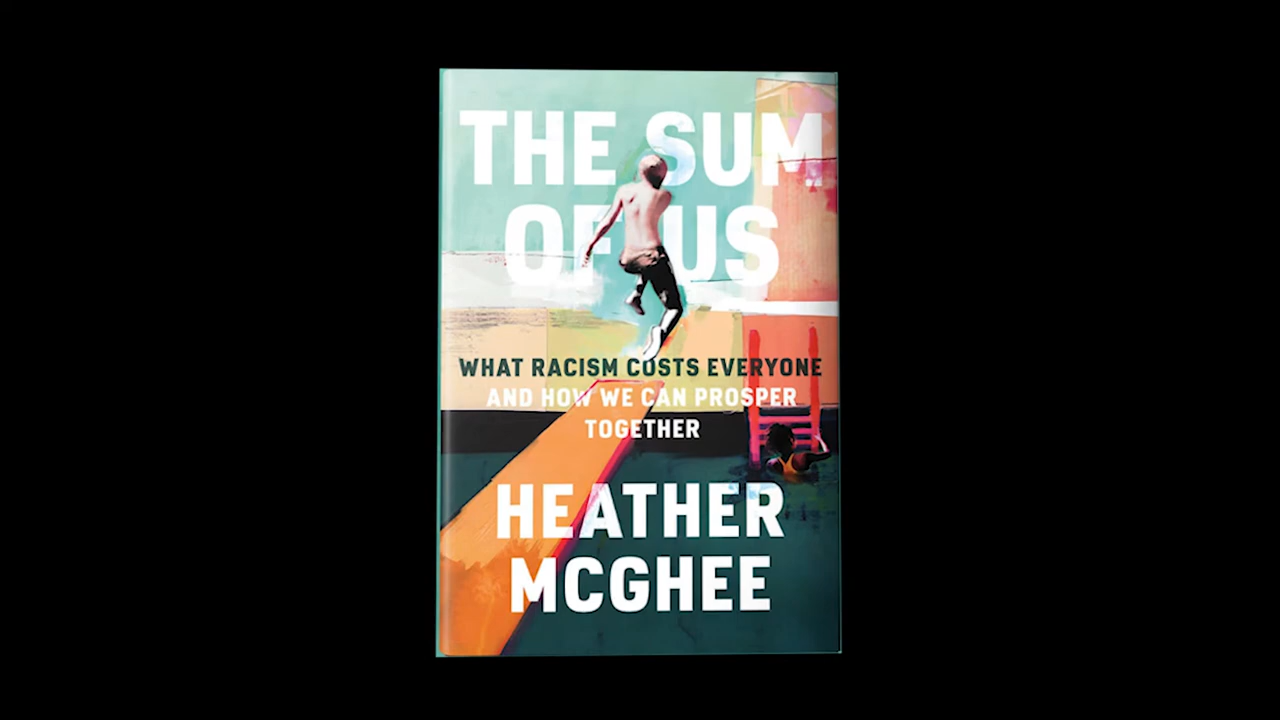 THE SUM
OF US
WHAT RACISM COSTS EVERYONE
AND HOW WE CAN PROSPER
TOGETHER
HEATHER
MCGHEE